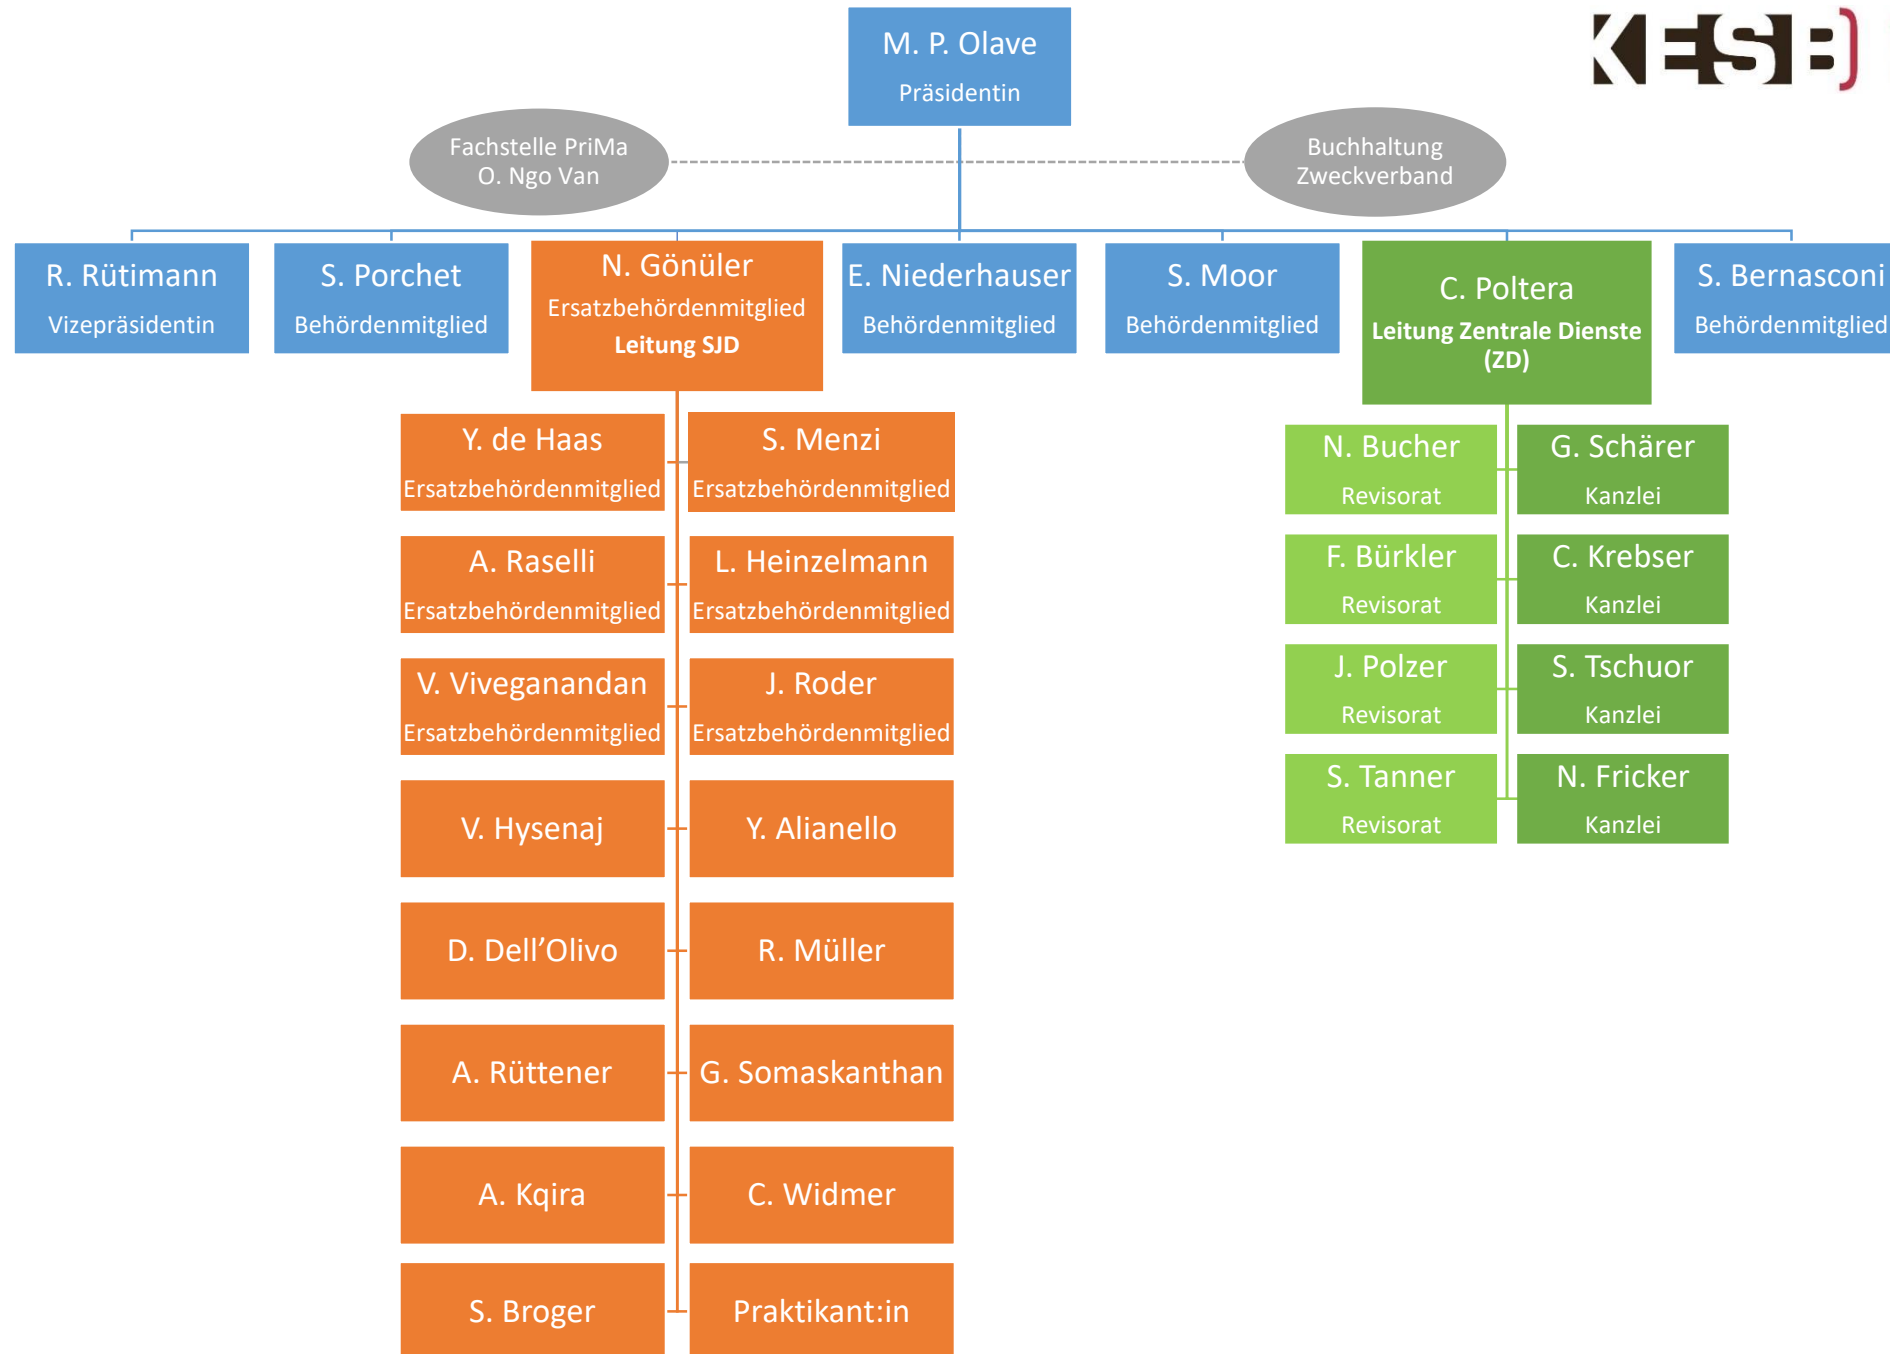 M. P. Olave
Präsidentin
KESB
Fachstelle PriMa
O. Ngo Van
Buchhaltung
Zweckverband
R. Rütimann
Vizepräsidentin
S. Porchet
Behördenmitglied
N. Gönüler
Ersatzbehördenmitglied
Leitung SJD
E. Niederhauser
Behördenmitglied
S. Moor
Behördenmitglied
C. Poltera
Leitung Zentrale Dienste
(ZD)
S. Bernasconi
Behördenmitglied
Y. de Haas
Ersatzbehördenmitglied
S. Menzi
Ersatzbehördenmitglied
A. Raselli
Ersatzbehördenmitglied
L. Heinzelmann
Ersatzbehördenmitglied
V. Viveganandan
Ersatzbehördenmitglied
J. Roder
Ersatzbehördenmitglied
V. Hysenaj
Y. Alianello
D. Dell’Olivo
R. Müller
A. Rüttener
G. Somaskanthan
A. Kqira
C. Widmer
S. Broger
Praktikant:in
N. Bucher
Revisorat
G. Schärer
Kanzlei
F. Bürkler
Revisorat
C. Krebser
Kanzlei
J. Polzer
Revisorat
S. Tschuor
Kanzlei
S. Tanner
Revisorat
N. Fricker
Kanzlei